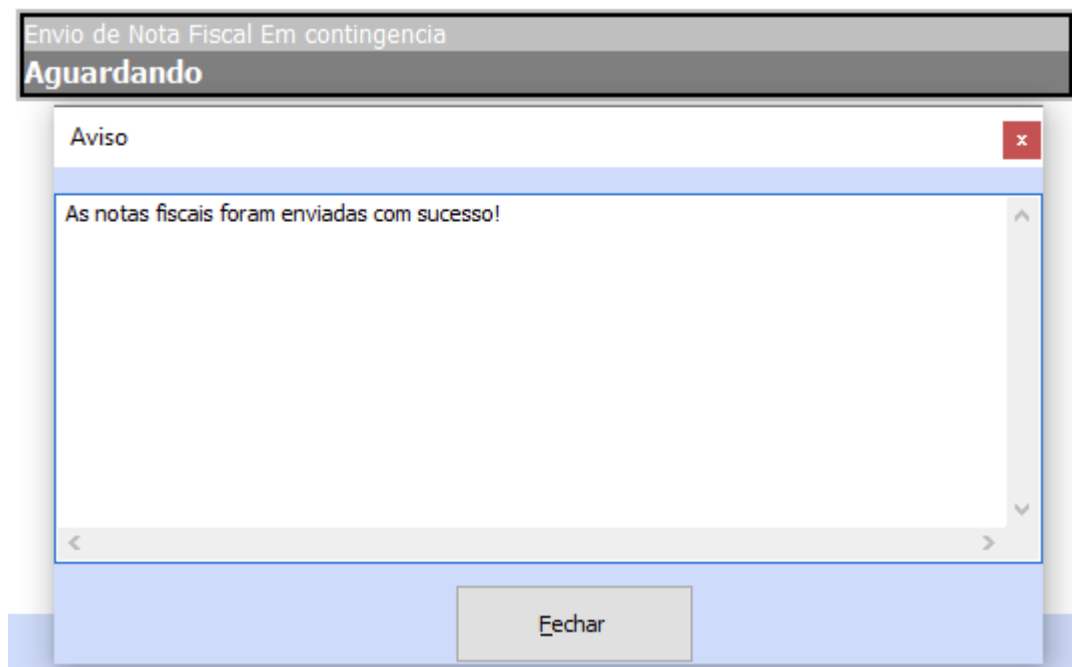 Envio de Nota Fiscal Em contingencia
Aguardando
Aviso
x
As notas fiscais foram enviadas com sucesso!
Fechar